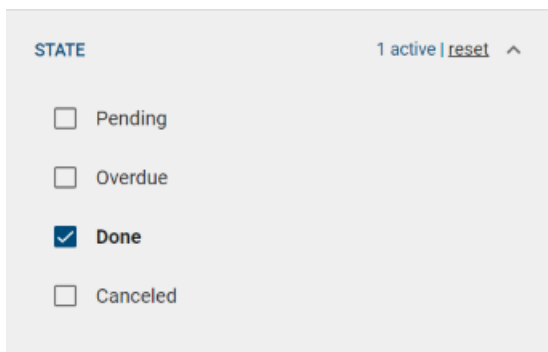 STATE 1 active | reset
Pending
Overdue
Done
Canceled